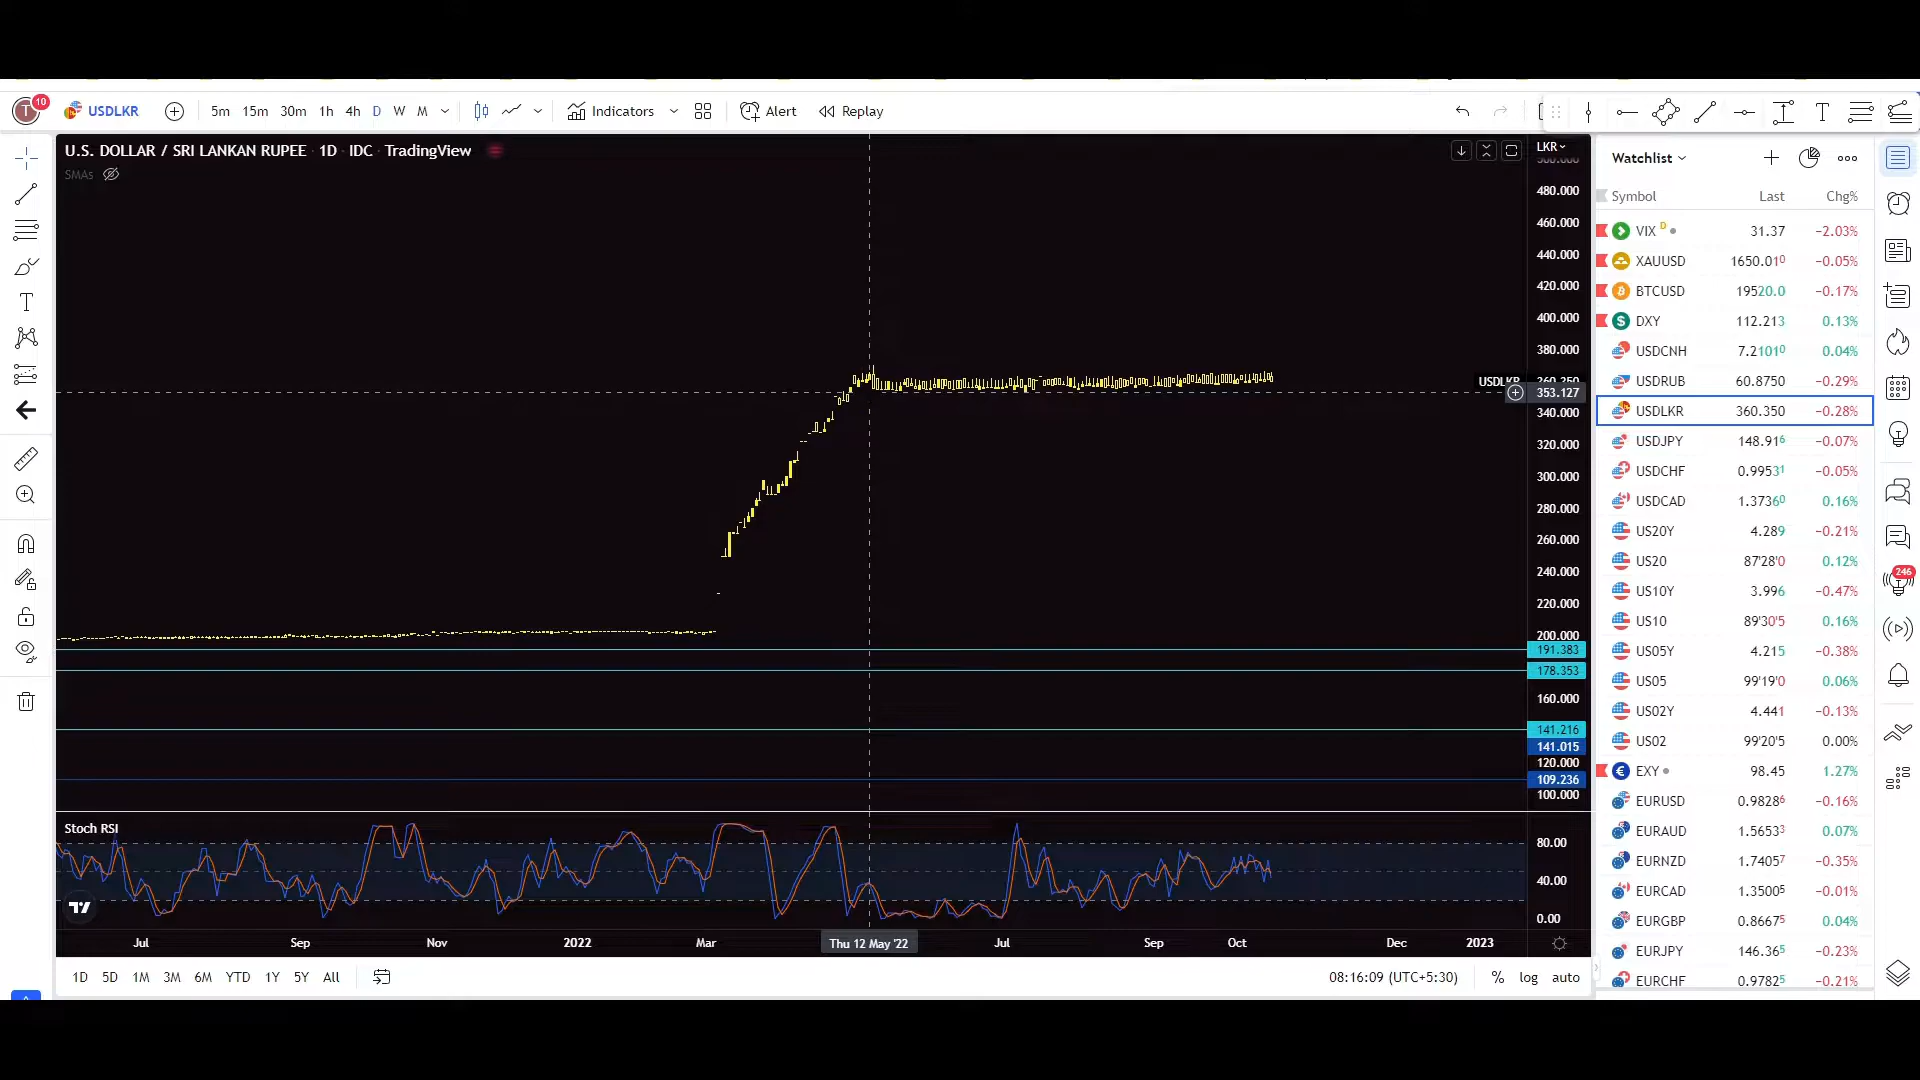 T 10 USDLKR 5m 15m 30m 1h 4h D W M Indicators Alert Replay
U.S. DOLLAR / SRI LANKAN RUPEE 1D IDC TradingView
SMAs
LKR
480.000
460.000
440.000
420.000
400.000
380.000
USDLKR 360.350
353.127
340.000
320.000
300.000
280.000
260.000
240.000
220.000
200.000
191.383
178.353
160.000
141.216
141.015
120.000
109.236
100.000
Stoch RSI
80.00
40.00
0.00
Jul Sep Nov 2022 Mar Thu 12 May '22 Jul Sep Oct Dec 2023
1D 5D 1M 3M 6M YTD 1Y 5Y All 08:16:09 (UTC+5:30) % log auto
Watchlist
Symbol Last Chg%
VIX D 31.37 −2.03%
XAUUSD 1650.010 −0.05%
BTCUSD 19520.0 −0.17%
DXY 112.213 0.13%
USDCNH 7.21010 0.04%
USDRUB 60.8750 −0.29%
USDLKR 360.350 −0.28%
USDJPY 148.916 −0.07%
USDCHF 0.99531 −0.05%
USDCAD 1.37360 0.16%
US20Y 4.289 −0.21%
US20 87'28'0 0.12%
US10Y 3.996 −0.47%
US10 89'30'5 0.16%
US05Y 4.215 −0.38%
US05 99'19'0 0.06%
US02Y 4.441 −0.13%
US02 99'20'5 0.00%
EXY 98.45 1.27%
EURUSD 0.98286 −0.16%
EURAUD 1.56533 0.07%
EURNZD 1.74057 −0.35%
EURCAD 1.35005 −0.01%
EURGBP 0.86675 0.04%
EURJPY 146.365 −0.23%
EURCHF 0.97825 −0.21%
246